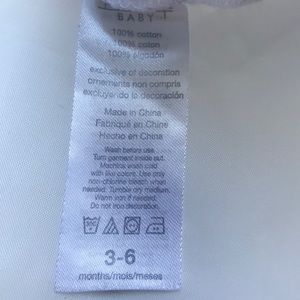 BABY
100% cotton
100% coton
100% algodón
exclusive of decoration
ornements non compris
excluyendo la decoración
Made in China
Fabriqué en China
Hecho en China
Wash before use.
Turn garment inside out.
Machine wash cold
with like colors. Use only
non-chlorine bleach when
needed. Tumble dry medium.
Warm iron if needed.
Do not iron decoration.
3-6
months/mois/meses